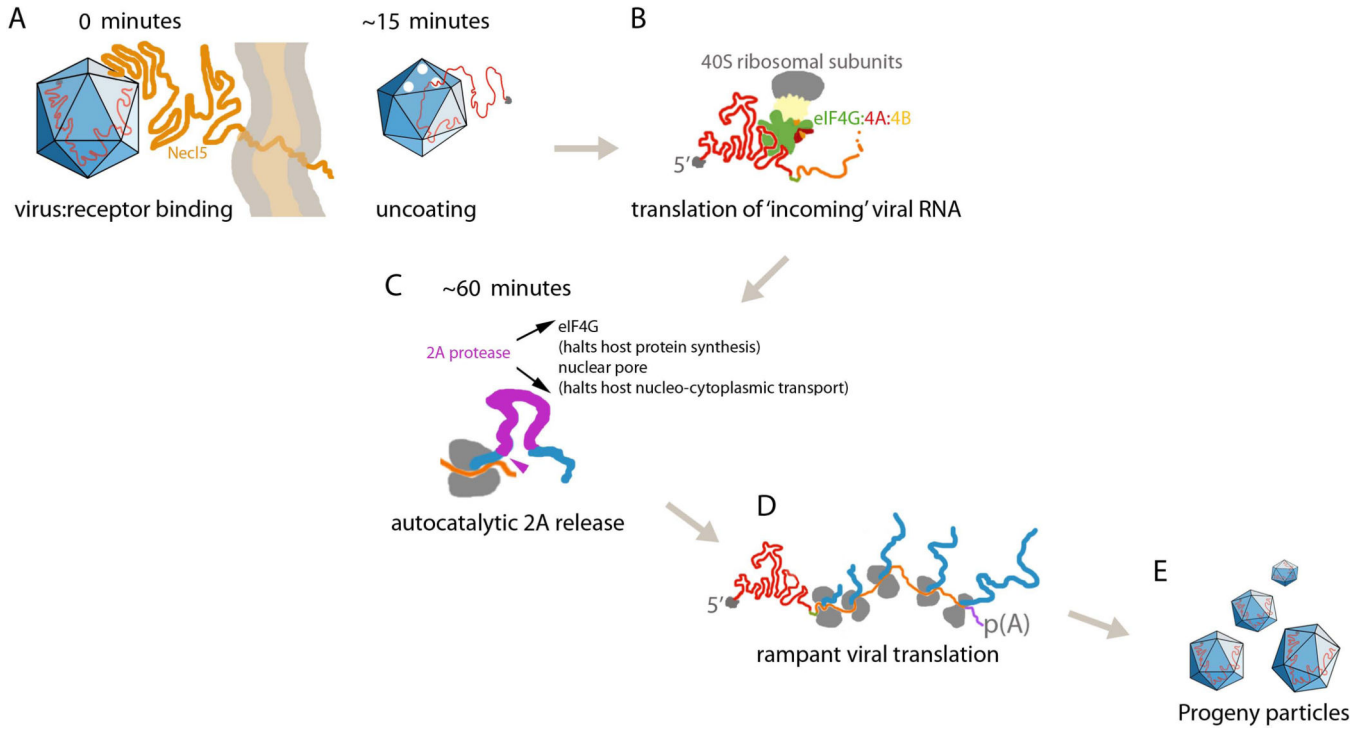 A
0 minutes
~15 minutes
Necl5
virus:receptor binding
uncoating
B
40S ribosomal subunits
eIF4G:4A:4B
5′
translation of ‘incoming’ viral RNA
C
~60 minutes
2A protease
eIF4G
(halts host protein synthesis)
nuclear pore
(halts host nucleo-cytoplasmic transport)
autocatalytic 2A release
D
5′
p(A)
rampant viral translation
E
Progeny particles